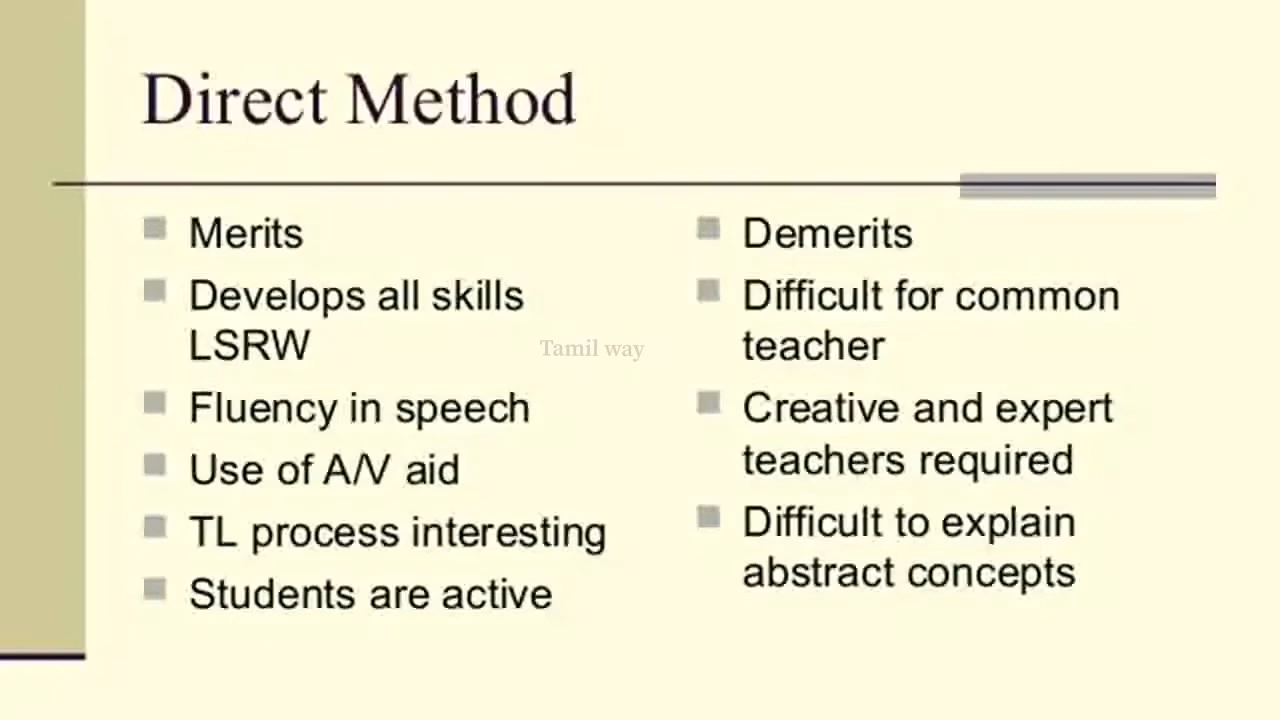 Direct Method
Merits
Develops all skills
LSRW
Fluency in speech
Use of A/V aid
TL process interesting
Students are active
Demerits
Difficult for common
teacher
Creative and expert
teachers required
Difficult to explain
abstract concepts
Tamil way